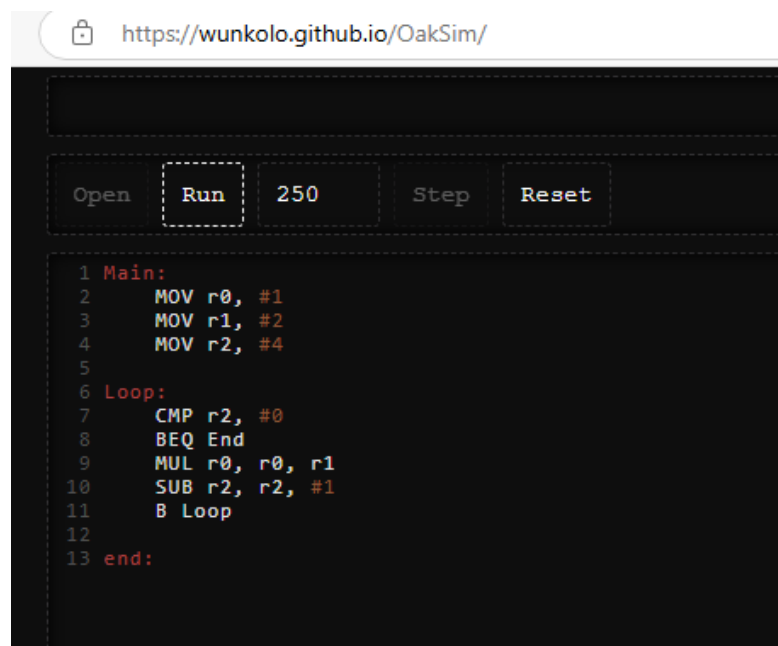 https://wunkolo.github.io/OakSim/
Open Run 250 Step Reset
1 Main:
2 MOV r0, #1
3 MOV r1, #2
4 MOV r2, #4
5
6 Loop:
7 CMP r2, #0
8 BEQ End
9 MUL r0, r0, r1
10 SUB r2, r2, #1
11 B Loop
12
13 end: